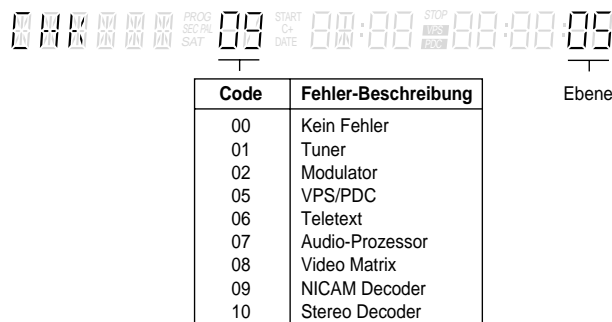 CHK PROG SEC PAL SAT 09 START C+ DATE STOP VPS PDC 05
Ebene
Code Fehler-Beschreibung
00 Kein Fehler
01 Tuner
02 Modulator
05 VPS/PDC
06 Teletext
07 Audio-Prozessor
08 Video Matrix
09 NICAM Decoder
10 Stereo Decoder